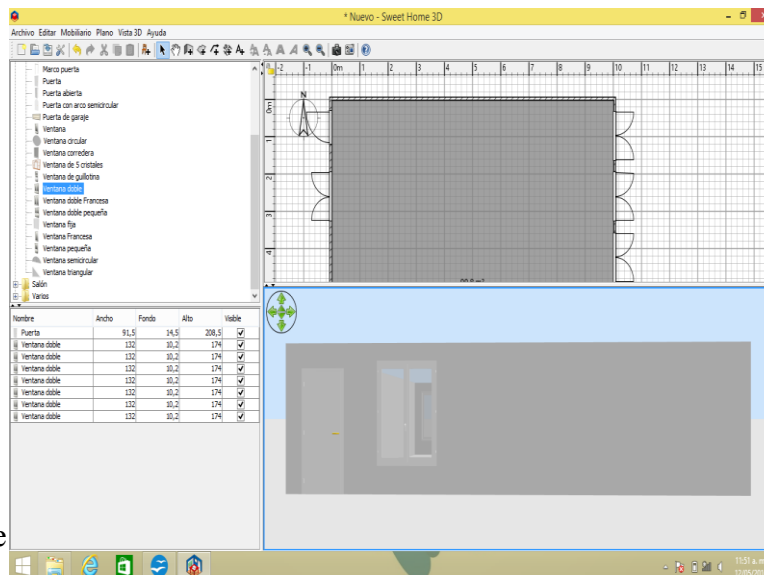 * Nuevo - Sweet Home 3D
Archivo Editar Mobiliario Plano Vista 3D Ayuda
Marco puerta
Puerta
Puerta abierta
Puerta con arco semicircular
Puerta de garaje
Ventana
Ventana circular
Ventana corredera
Ventana de 5 cristales
Ventana de guillotina
Ventana doble
Ventana doble Francesa
Ventana doble pequeña
Ventana fija
Ventana Francesa
Ventana pequeña
Ventana semicircular
Ventana triangular
Salón
Varios
-2 -1 0m 1 2 3 4 5 6 7 8 9 10 11 12 13 14 15
N
0m
1
2
3
4
Nombre Ancho Fondo Alto Visible
Puerta 91,5 14,5 208,5
Ventana doble 132 10,2 174
Ventana doble 132 10,2 174
Ventana doble 132 10,2 174
Ventana doble 132 10,2 174
Ventana doble 132 10,2 174
Ventana doble 132 10,2 174
Ventana doble 132 10,2 174
e
11:51 a.m.